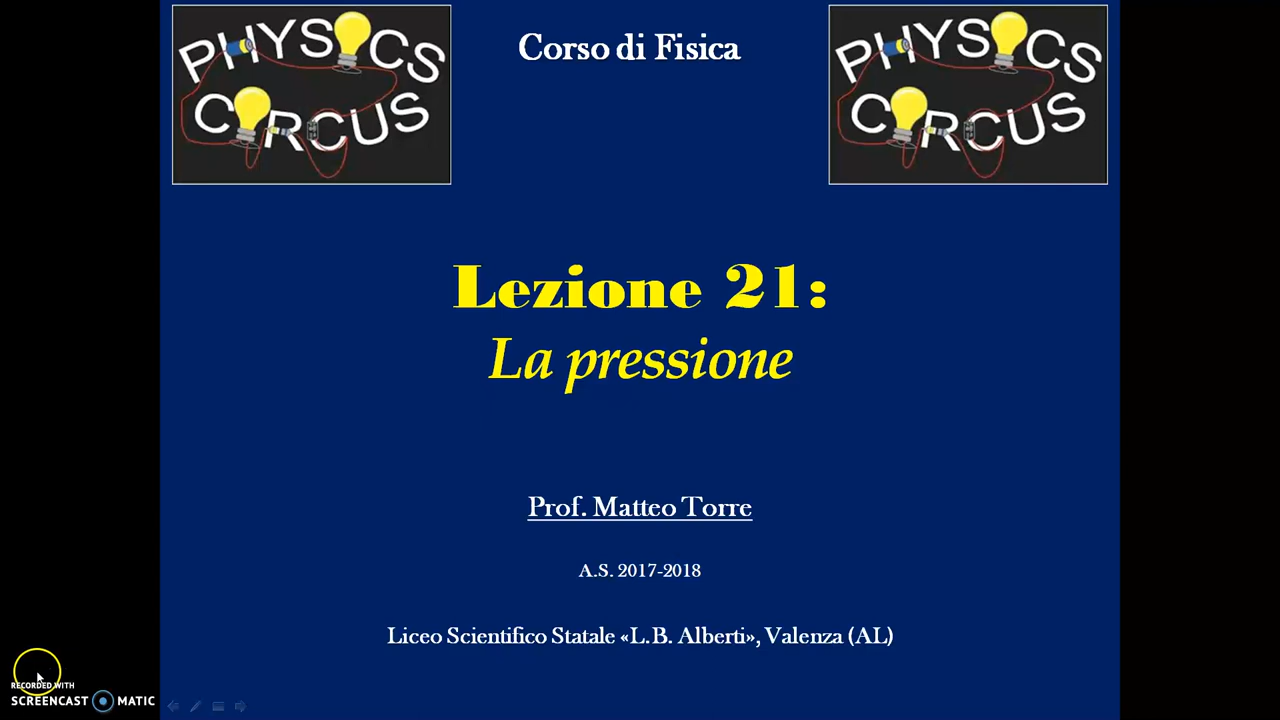 PHYSICS
CIRCUS
Corso di Fisica
PHYSICS
CIRCUS
Lezione 21:
La pressione
Prof. Matteo Torre
A.S. 2017-2018
Liceo Scientifico Statale «L.B. Alberti», Valenza (AL)
RECORDED WITH
SCREENCAST MATIC